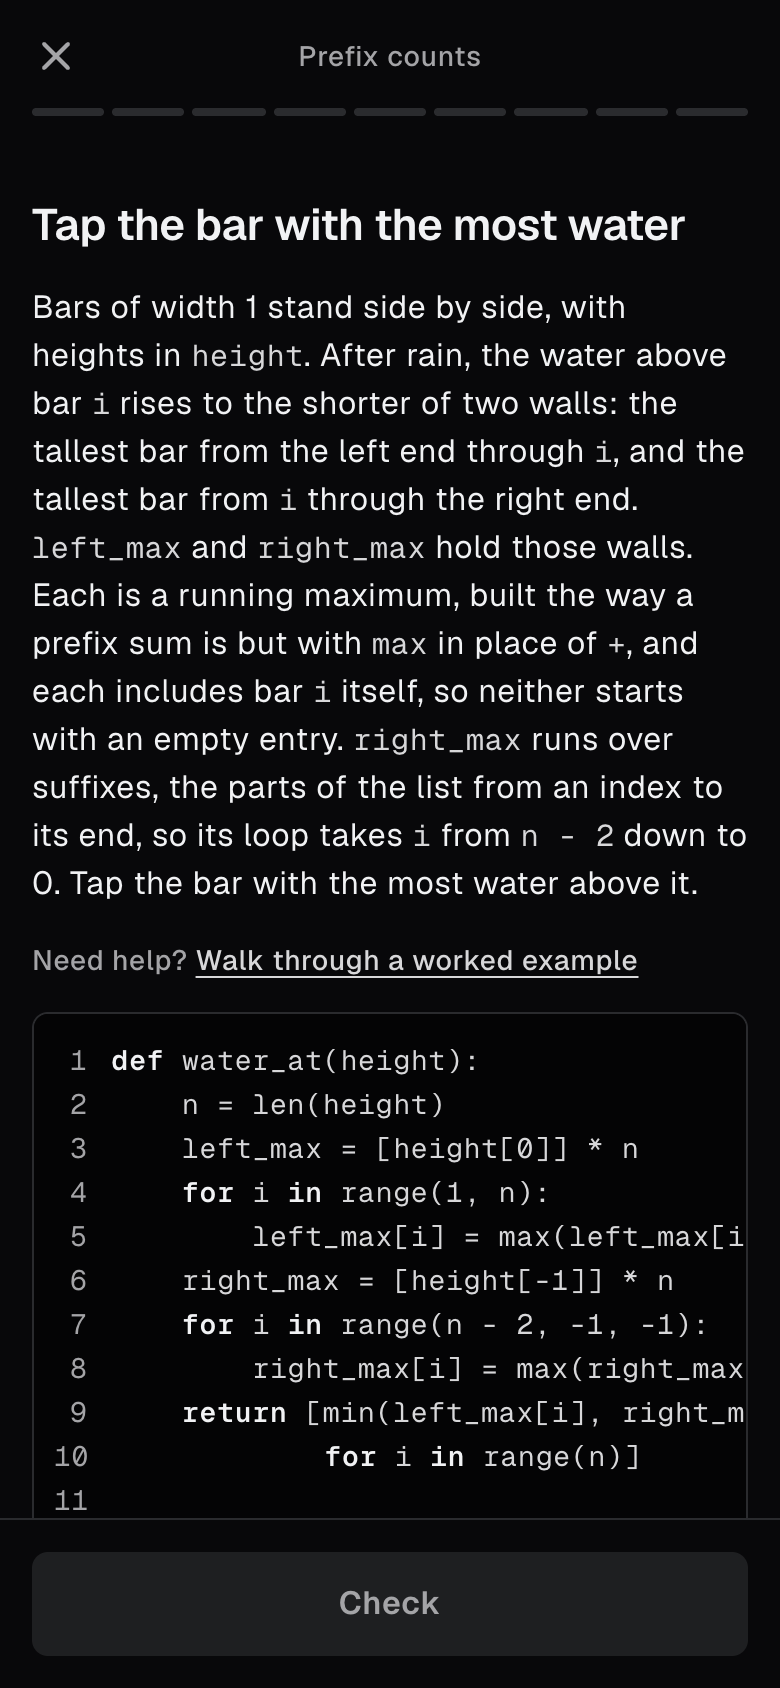 Prefix counts
Tap the bar with the most water
Bars of width 1 stand side by side, with
heights in height. After rain, the water above
bar i rises to the shorter of two walls: the
tallest bar from the left end through i, and the
tallest bar from i through the right end.
left_max and right_max hold those walls.
Each is a running maximum, built the way a
prefix sum is but with max in place of +, and
each includes bar i itself, so neither starts
with an empty entry. right_max runs over
suffixes, the parts of the list from an index to
its end, so its loop takes i from n - 2 down to
0. Tap the bar with the most water above it.
Need help? Walk through a worked example
1 def water_at(height):
2     n = len(height)
3     left_max = [height[0]] * n
4     for i in range(1, n):
5         left_max[i] = max(left_max[i
6     right_max = [height[-1]] * n
7     for i in range(n - 2, -1, -1):
8         right_max[i] = max(right_max
9     return [min(left_max[i], right_m
10             for i in range(n)]
11
Check